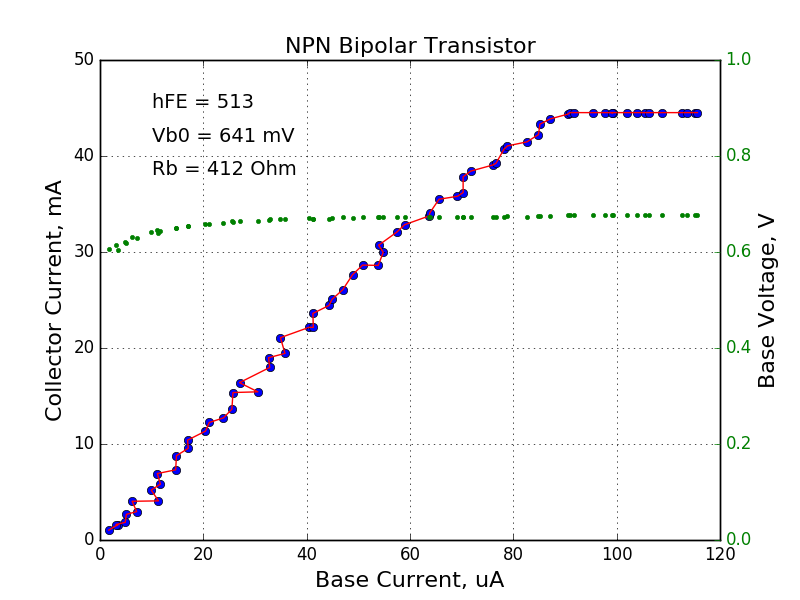 NPN Bipolar Transistor
hFE = 513
Vb0 = 641 mV
Rb = 412 Ohm
50
40
30
20
10
0
Collector Current, mA
1.0
0.8
0.6
0.4
0.2
0.0
Base Voltage, V
0 20 40 60 80 100 120
Base Current, uA